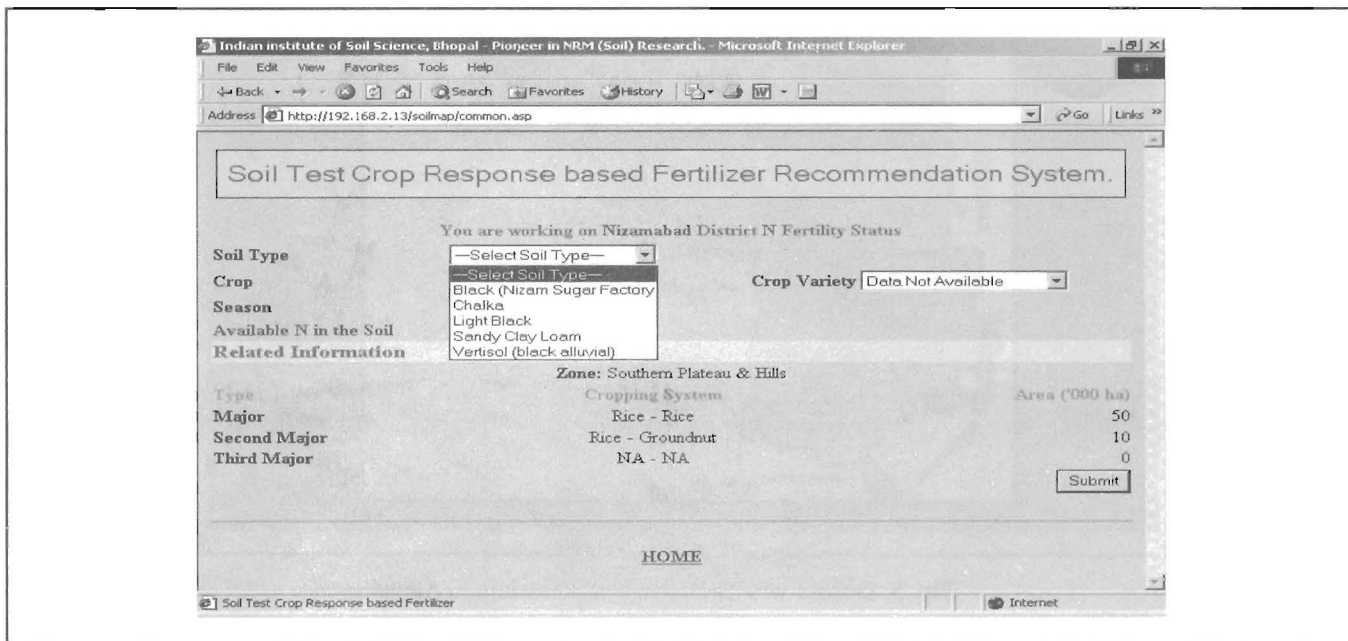 Indian institute of Soil Science, Bhopal - Pioneer in NRM (Soil) Research. - Microsoft Internet Explorer
File Edit View Favorites Tools Help
Back Search Favorites History
Address http://192.168.2.13/soilmap/common.asp Go Links »
Soil Test Crop Response based Fertilizer Recommendation System.
You are working on Nizamabad District N Fertility Status
Soil Type —Select Soil Type—
Crop —Select Soil Type— Crop Variety Data Not Available
Black (Nizam Sugar Factory
Season Chalka
Light Black
Available N in the Soil Sandy Clay Loam
Related Information Vertisol (black alluvial)
Zone: Southern Plateau & Hills
Type Cropping System Area ('000 ha)
Major Rice - Rice 50
Second Major Rice - Groundnut 10
Third Major NA - NA 0
Submit
HOME
Soil Test Crop Response based Fertilizer Internet